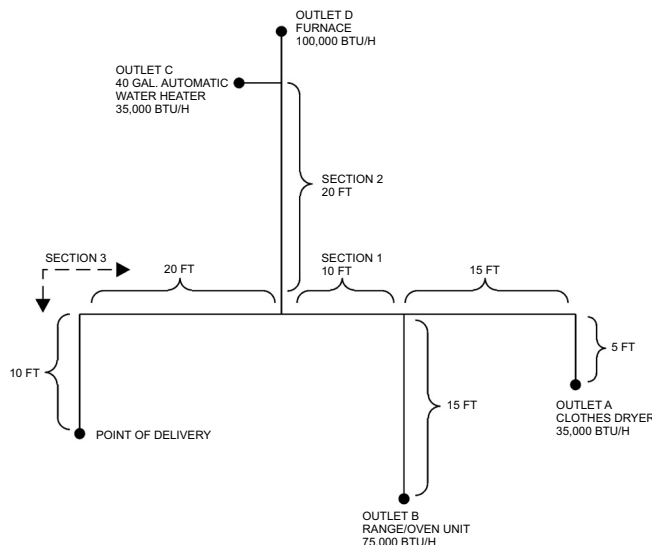 OUTLET D
FURNACE
100,000 BTU/H
OUTLET C
40 GAL. AUTOMATIC
WATER HEATER
35,000 BTU/H
SECTION 2
20 FT
SECTION 3
20 FT
SECTION 1
10 FT
15 FT
10 FT
5 FT
15 FT
POINT OF DELIVERY
OUTLET A
CLOTHES DRYER
35,000 BTU/H
OUTLET B
RANGE/OVEN UNIT
75,000 BTU/H